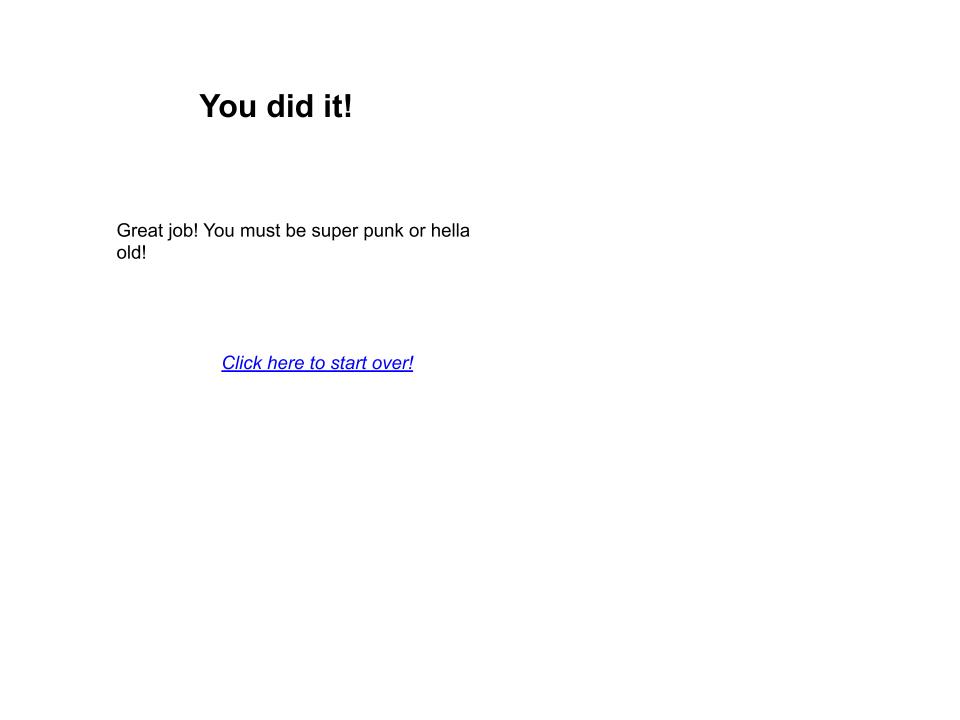 You did it!
Great job! You must be super punk or hella
old!
Click here to start over!